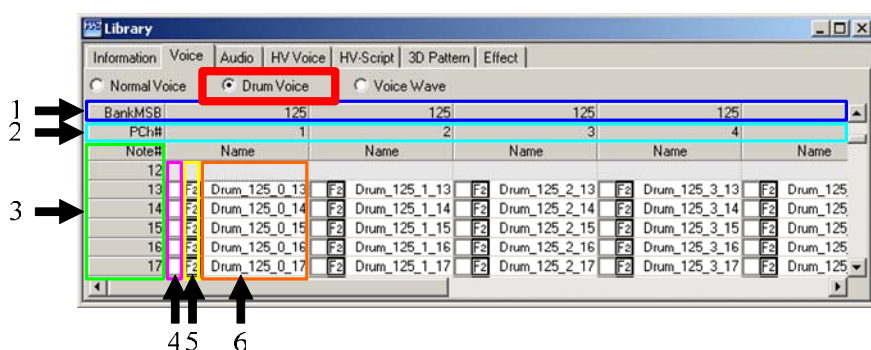 Library
Information Voice Audio HV Voice HV-Script 3D Pattern Effect
Normal Voice Drum Voice Voice Wave
1 BankMSB 125 125 125 125
2 PCh# 1 2 3 4
Note# Name Name Name Name Name
12
13 F2 Drum_125_0_13 F2 Drum_125_1_13 F2 Drum_125_2_13 F2 Drum_125_3_13 F2 Drum_125
3 14 F2 Drum_125_0_14 F2 Drum_125_1_14 F2 Drum_125_2_14 F2 Drum_125_3_14 F2 Drum_125
15 F2 Drum_125_0_15 F2 Drum_125_1_15 F2 Drum_125_2_15 F2 Drum_125_3_15 F2 Drum_125
16 F2 Drum_125_0_16 F2 Drum_125_1_16 F2 Drum_125_2_16 F2 Drum_125_3_16 F2 Drum_125
17 F2 Drum_125_0_17 F2 Drum_125_1_17 F2 Drum_125_2_17 F2 Drum_125_3_17 F2 Drum_125
4 5 6